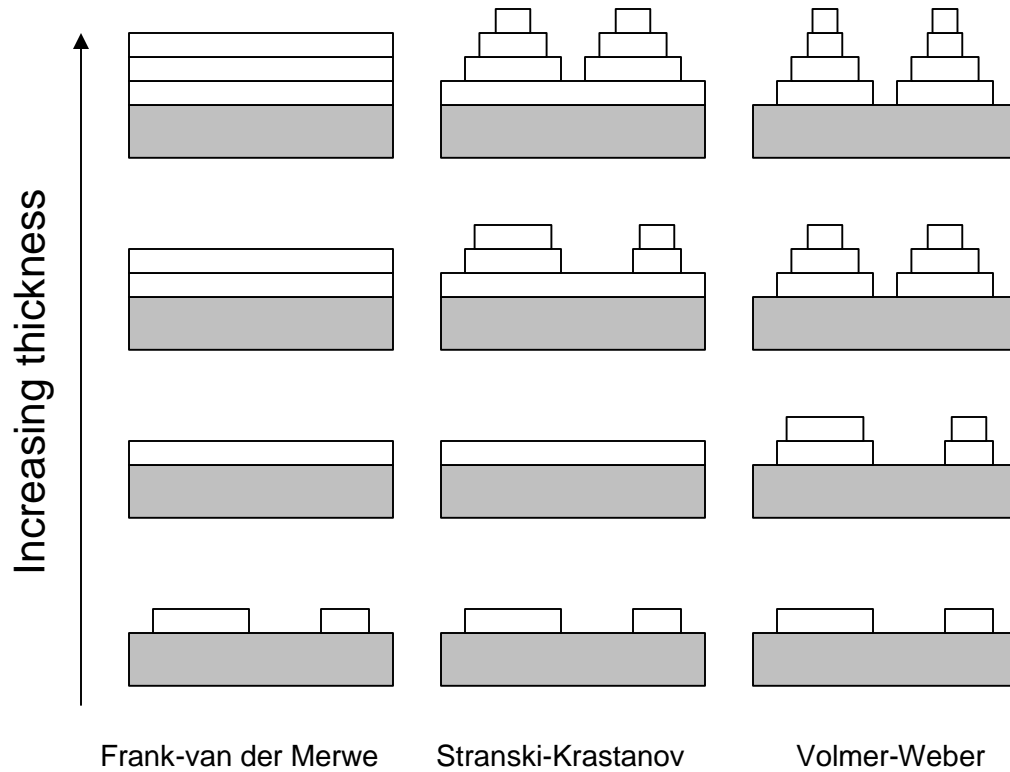 Increasing thickness
Frank-van der Merwe
Stranski-Krastanov
Volmer-Weber